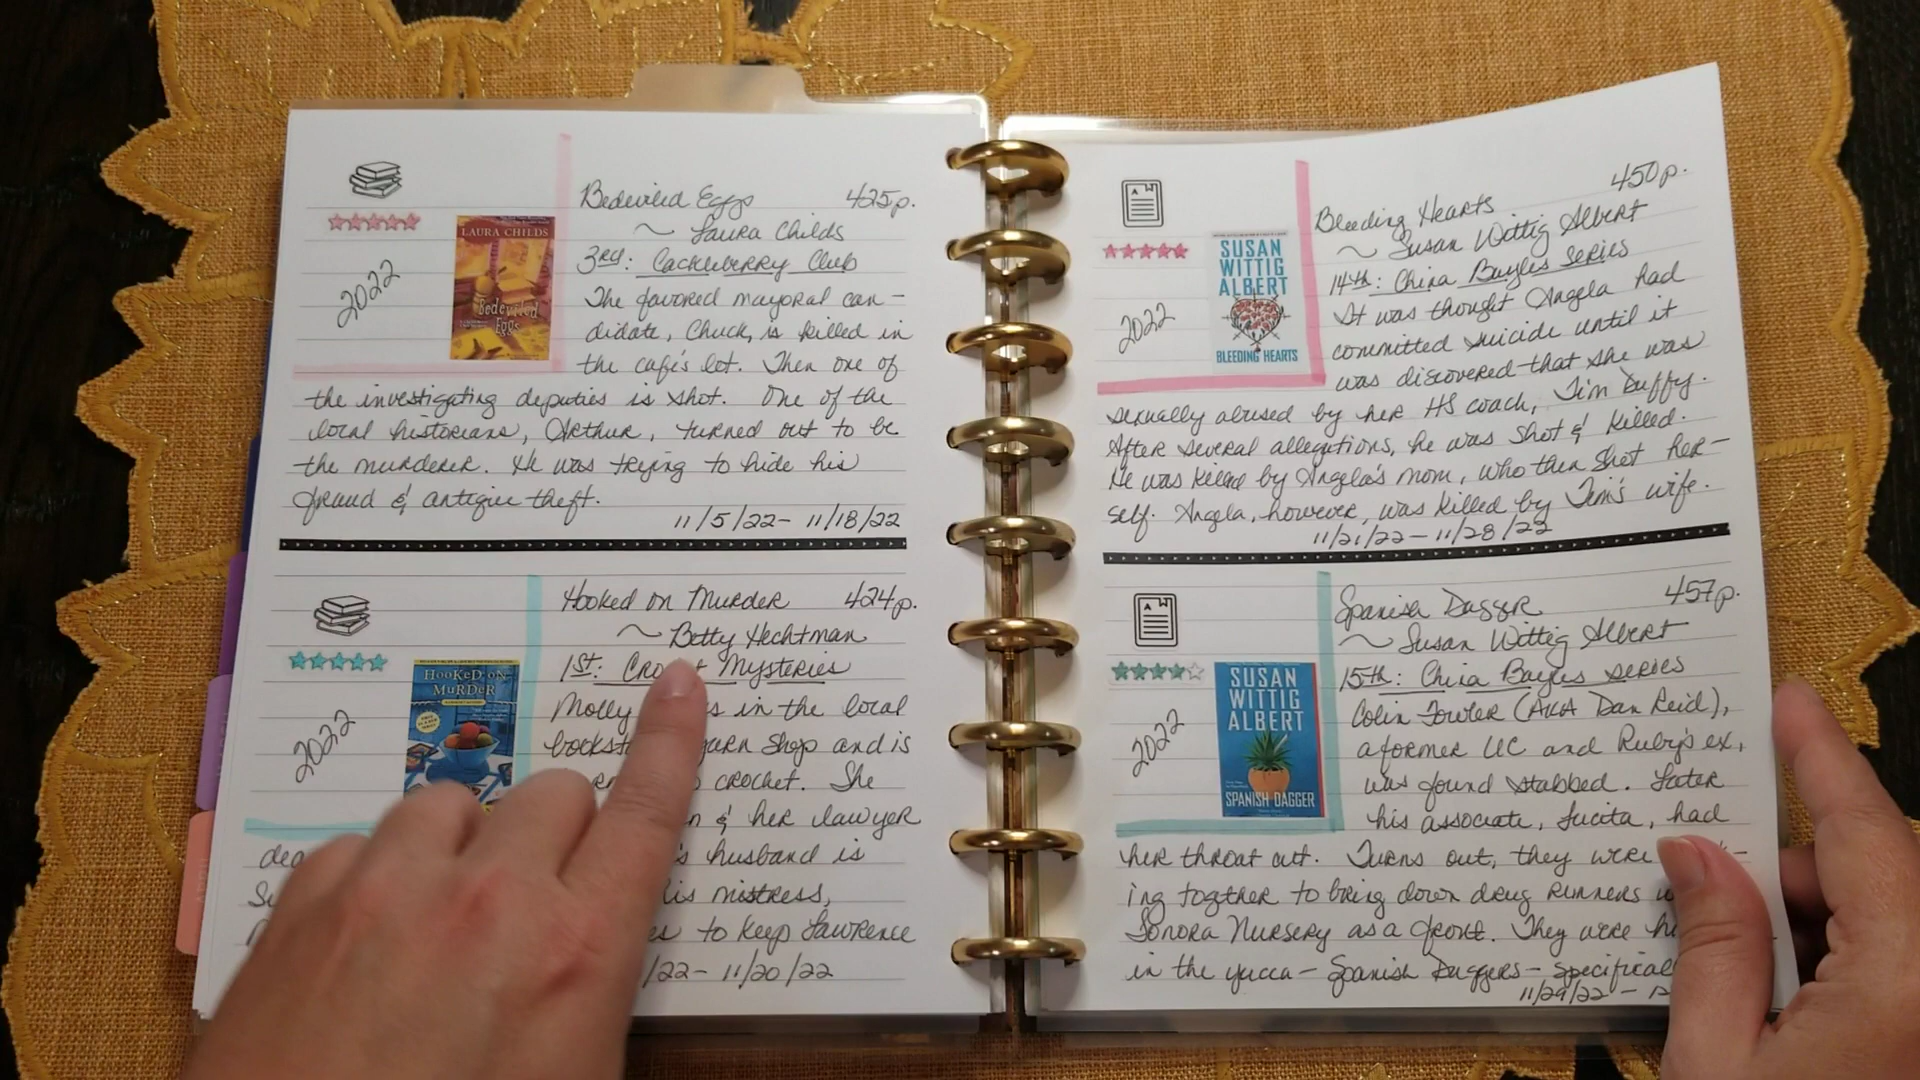 Bedeviled Eggs 425p.
~ Laura Childs
3rd: Cackleberry Club
2022
LAURA CHILDS
Bedeviled
Eggs
The favored mayoral can-
didate, Chuck, is killed in
the cafe's lot. Then one of
the investigating deputies is shot. One of the
local historians, Arthur, turned out to be
the murderer. He was trying to hide his
fraud & antique theft.
11/5/22 - 11/18/22
Hooked on Murder 424p.
~ Betty Hechtman
1st: Mysteries
2022
HOOKED ON
MURDER
Molly in the local
yarn shop and is
crochet. She
& her lawyer
husband is
his mistress,
to keep Lawrence
/22 - 11/20/22
Bleeding Hearts 450p.
~ Susan Wittig Albert
14th: China Bayles Series
2022
SUSAN
WITTIG
ALBERT
BLEEDING HEARTS
It was thought Angela had
committed suicide until it
was discovered that she was
sexually abused by her HS coach, Tim Duffy.
After several allegations, he was shot & killed.
He was killed by Angela's mom, who then shot her-
self. Angela, however, was killed by Tim's wife.
11/21/22 - 11/28/22
Spanish Dagger 457p.
~ Susan Wittig Albert
15th: China Bayles Series
2022
SUSAN
WITTIG
ALBERT
SPANISH DAGGER
Colin Fowler (AKA Dan Reid),
a former UC and Ruby's ex,
was found stabbed. Later
his associate, Lucita, had
her throat cut. Turns out, they were
ing together to bring down drug runners
Sonora Nursery as a front. They were
in the yucca - Spanish Daggers -
11/29/22 -